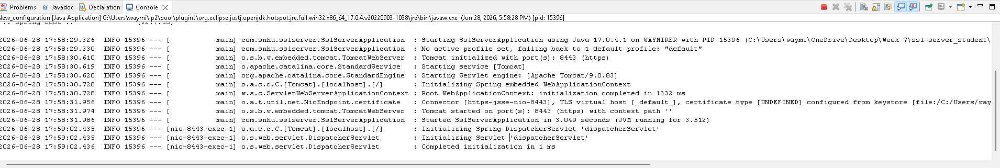 Problems @ Javadoc Declaration Console
New_configuration [Java Application] C:\Users\waymi\.p2\pool\plugins\org.eclipse.justj.openjdk.hotspot.jre.full.win32.x86_64_17.0.4.v20220903-1038\jre\bin\javaw.exe (Jun 28, 2026, 5:58:28 PM) [pid: 15396]
:: Spring Boot ::
2026-06-28 17:58:29.326  INFO 15396 --- [           main] com.snhu.sslserver.SslServerApplication  : Starting SslServerApplication using Java 17.0.4.1 on WAYMIRER with PID 15396 (C:\Users\waymi\OneDrive\Desktop\Week 7\ssl-server_student\
2026-06-28 17:58:29.330  INFO 15396 --- [           main] com.snhu.sslserver.SslServerApplication  : No active profile set, falling back to 1 default profile: "default"
2026-06-28 17:58:30.610  INFO 15396 --- [           main] o.s.b.w.embedded.tomcat.TomcatWebServer  : Tomcat initialized with port(s): 8443 (https)
2026-06-28 17:58:30.619  INFO 15396 --- [           main] o.apache.catalina.core.StandardService   : Starting service [Tomcat]
2026-06-28 17:58:30.620  INFO 15396 --- [           main] org.apache.catalina.core.StandardEngine  : Starting Servlet engine: [Apache Tomcat/9.0.83]
2026-06-28 17:58:30.728  INFO 15396 --- [           main] o.a.c.c.C.[Tomcat].[localhost].[/]       : Initializing Spring embedded WebApplicationContext
2026-06-28 17:58:30.728  INFO 15396 --- [           main] w.s.c.ServletWebServerApplicationContext : Root WebApplicationContext: initialization completed in 1332 ms
2026-06-28 17:58:31.956  INFO 15396 --- [           main] o.a.t.util.net.NioEndpoint.certificate   : Connector [https-jsse-nio-8443], TLS virtual host [_default_], certificate type [UNDEFINED] configured from keystore [file:/C:/Users/way
2026-06-28 17:58:31.974  INFO 15396 --- [           main] o.s.b.w.embedded.tomcat.TomcatWebServer  : Tomcat started on port(s): 8443 (https) with context path ''
2026-06-28 17:58:31.986  INFO 15396 --- [           main] com.snhu.sslserver.SslServerApplication  : Started SslServerApplication in 3.049 seconds (JVM running for 3.512)
2026-06-28 17:59:02.435  INFO 15396 --- [nio-8443-exec-1] o.a.c.c.C.[Tomcat].[localhost].[/]       : Initializing Spring DispatcherServlet 'dispatcherServlet'
2026-06-28 17:59:02.435  INFO 15396 --- [nio-8443-exec-1] o.s.web.servlet.DispatcherServlet        : Initializing Servlet 'dispatcherServlet'
2026-06-28 17:59:02.436  INFO 15396 --- [nio-8443-exec-1] o.s.web.servlet.DispatcherServlet        : Completed initialization in 1 ms